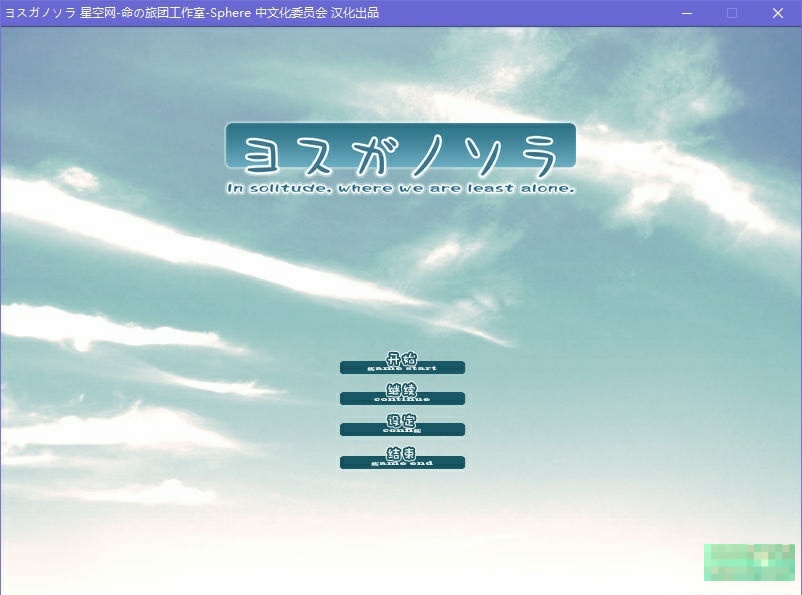 ヨスガノソラ 星空网-命の旅团工作室-Sphere 中文化委员会 汉化出品
ヨスガノソラ
In solitude, where we are least alone.
开始
game start
继续
continue
设定
config
结束
game end